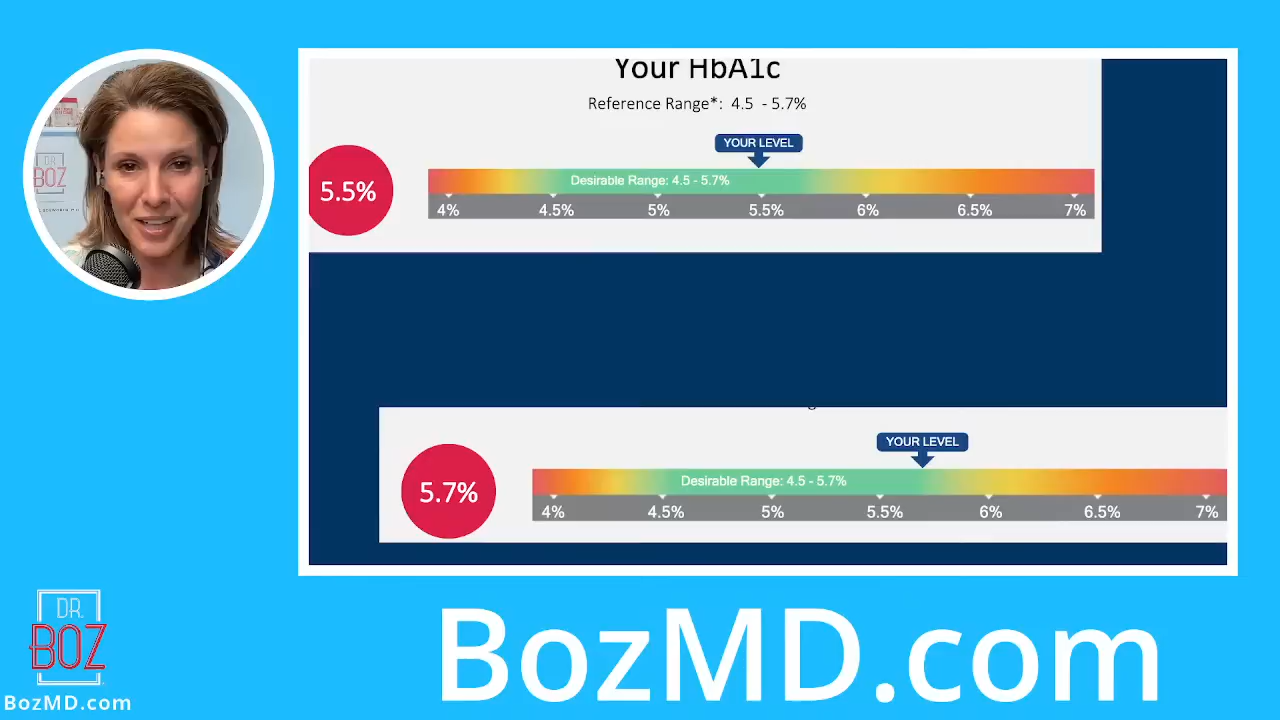 Your HbA1c
Reference Range*: 4.5 - 5.7%
YOUR LEVEL
5.5%
Desirable Range: 4.5 - 5.7%
4% 4.5% 5% 5.5% 6% 6.5% 7%
YOUR LEVEL
5.7%
Desirable Range: 4.5 - 5.7%
4% 4.5% 5% 5.5% 6% 6.5% 7%
DR.
BOZ
DR.
BOZ
BozMD.com
BozMD.com